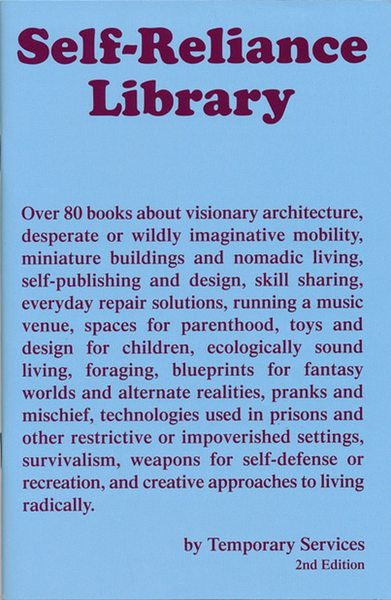 Self-Reliance
Library
Over 80 books about visionary architecture,
desperate or wildly imaginative mobility,
miniature buildings and nomadic living,
self-publishing and design, skill sharing,
everyday repair solutions, running a music
venue, spaces for parenthood, toys and
design for children, ecologically sound
living, foraging, blueprints for fantasy
worlds and alternate realities, pranks and
mischief, technologies used in prisons and
other restrictive or impoverished settings,
survivalism, weapons for self-defense or
recreation, and creative approaches to living
radically.
by Temporary Services
2nd Edition